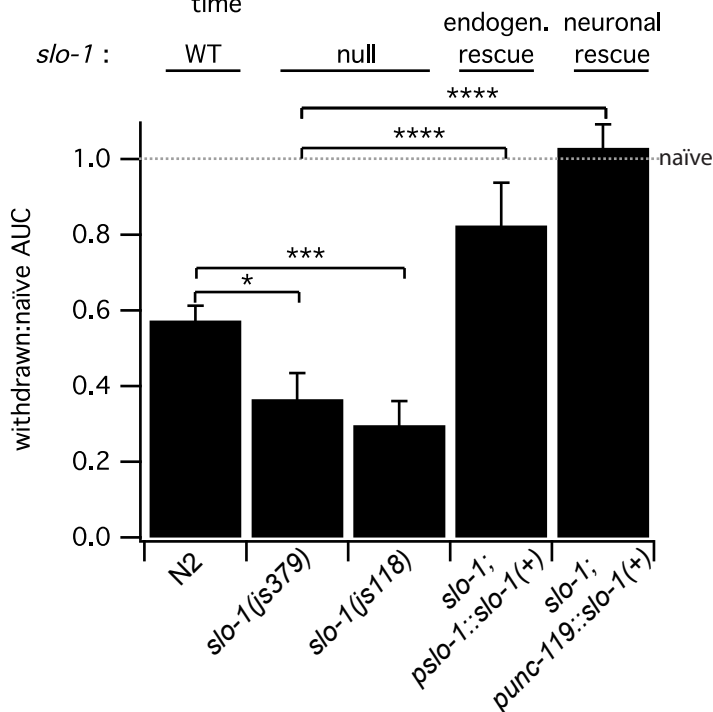 time
slo-1 :
WT
null
endogen.
rescue
neuronal
rescue
****
****
***
*
naïve
withdrawn:naïve AUC
1.0
0.8
0.6
0.4
0.2
0.0
N2
slo-1(js379)
slo-1(js118)
slo-1;
pslo-1::slo-1(+)
slo-1;
punc-119::slo-1(+)